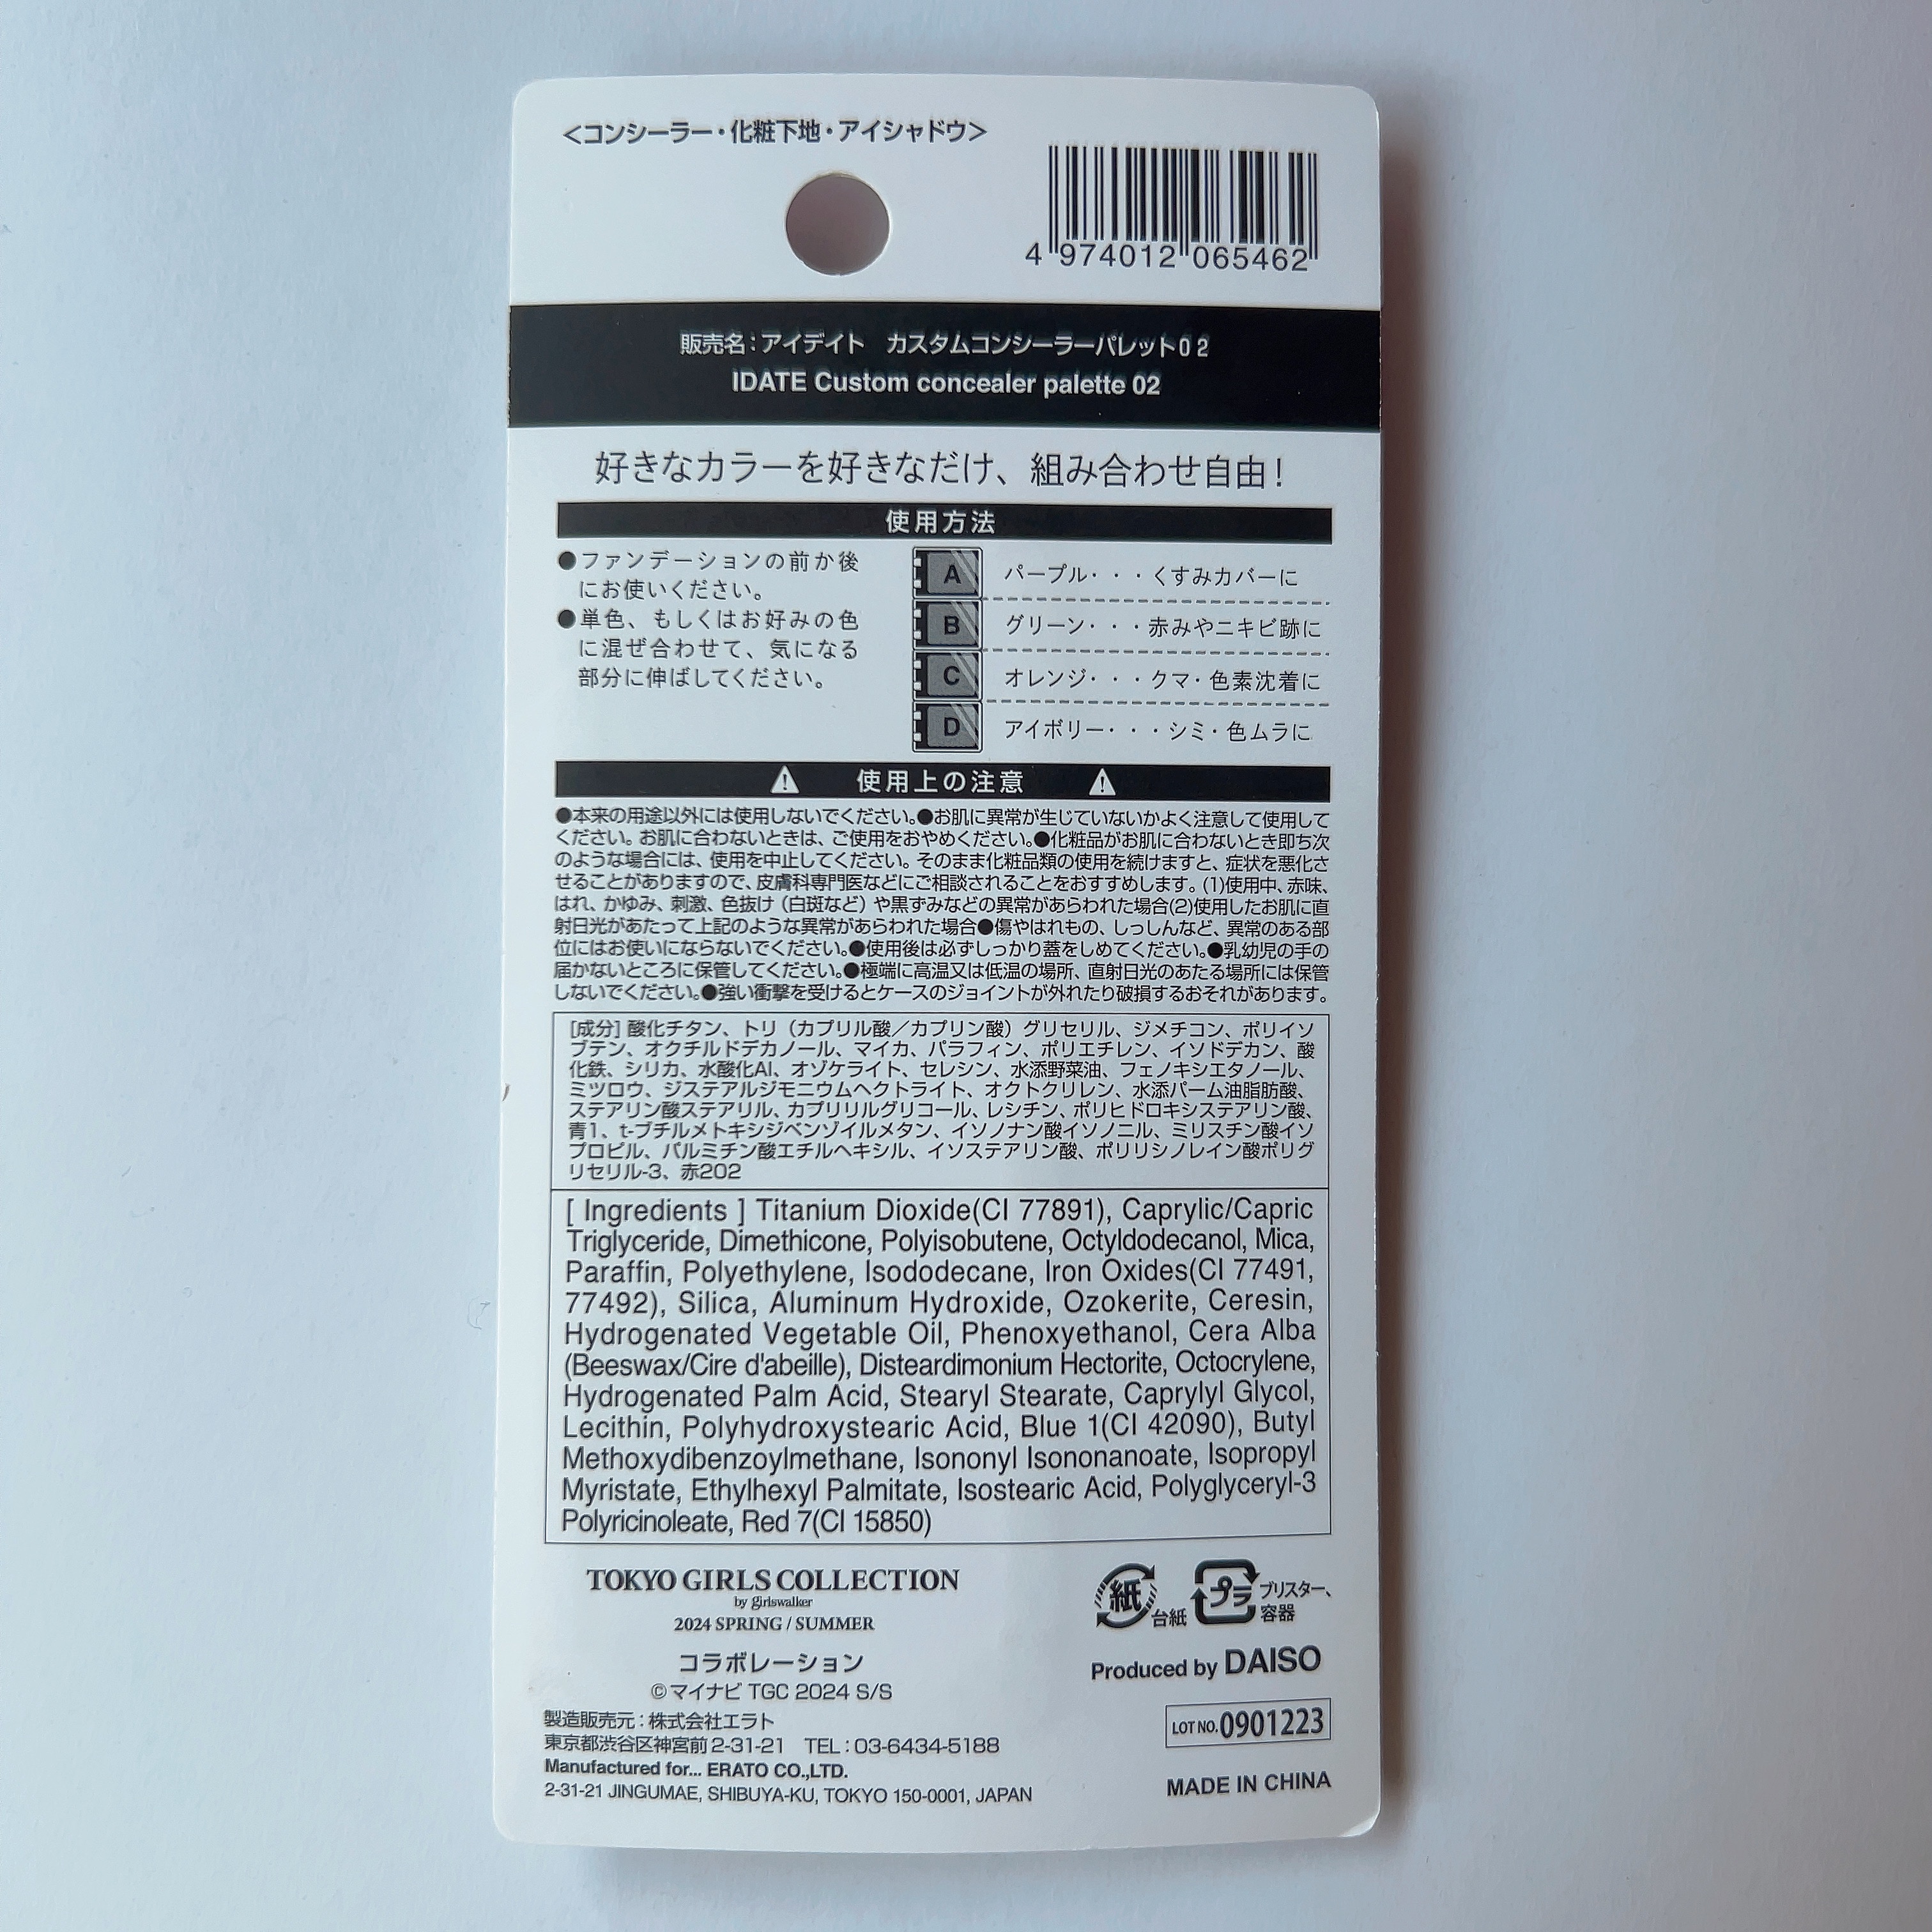 <コンシーラー・化粧下地・アイシャドウ>
4 974012 065462
販売名：アイデイト　カスタムコンシーラーパレット０２
IDATE Custom concealer palette 02
好きなカラーを好きなだけ、組み合わせ自由！
使用方法
●ファンデーションの前か後
にお使いください。
●単色、もしくはお好みの色
に混ぜ合わせて、気になる
部分に伸ばしてください。
A パープル・・・くすみカバーに
B グリーン・・・赤みやニキビ跡に
C オレンジ・・・クマ・色素沈着に
D アイボリー・・・シミ・色ムラに
使用上の注意
●本来の用途以外には使用しないでください。●お肌に異常が生じていないかよく注意して使用して
ください。お肌に合わないときは、ご使用をおやめください。●化粧品がお肌に合わないとき即ち次
のような場合には、使用を中止してください。そのまま化粧品類の使用を続けますと、症状を悪化さ
せることがありますので、皮膚科専門医などにご相談されることをおすすめします。(1)使用中、赤味、
はれ、かゆみ、刺激、色抜け（白斑など）や黒ずみなどの異常があらわれた場合(2)使用したお肌に直
射日光があたって上記のような異常があらわれた場合●傷やはれもの、しっしんなど、異常のある部
位にはお使いにならないでください。●使用後は必ずしっかり蓋をしめてください。●乳幼児の手の
届かないところに保管してください。●極端に高温又は低温の場所、直射日光のあたる場所には保管
しないでください。●強い衝撃を受けるとケースのジョイントが外れたり破損するおそれがあります。
[成分] 酸化チタン、トリ（カプリル酸／カプリン酸）グリセリル、ジメチコン、ポリイソ
ブテン、オクチルドデカノール、マイカ、パラフィン、ポリエチレン、イソドデカン、酸
化鉄、シリカ、水酸化Al、オゾケライト、セレシン、水添野菜油、フェノキシエタノール、
ミツロウ、ジステアルジモニウムヘクトライト、オクトクリレン、水添パーム油脂肪酸、
ステアリン酸ステアリル、カプリリルグリコール、レシチン、ポリヒドロキシステアリン酸、
青1、t-ブチルメトキシジベンゾイルメタン、イソノナン酸イソノニル、ミリスチン酸イソ
プロピル、パルミチン酸エチルヘキシル、イソステアリン酸、ポリリシノレイン酸ポリグ
リセリル-3、赤202
[ Ingredients ] Titanium Dioxide(CI 77891), Caprylic/Capric
Triglyceride, Dimethicone, Polyisobutene, Octyldodecanol, Mica,
Paraffin, Polyethylene, Isododecane, Iron Oxides(CI 77491,
77492), Silica, Aluminum Hydroxide, Ozokerite, Ceresin,
Hydrogenated Vegetable Oil, Phenoxyethanol, Cera Alba
(Beeswax/Cire d'abeille), Disteardimonium Hectorite, Octocrylene,
Hydrogenated Palm Acid, Stearyl Stearate, Caprylyl Glycol,
Lecithin, Polyhydroxystearic Acid, Blue 1(CI 42090), Butyl
Methoxydibenzoylmethane, Isononyl Isononanoate, Isopropyl
Myristate, Ethylhexyl Palmitate, Isostearic Acid, Polyglyceryl-3
Polyricinoleate, Red 7(CI 15850)
TOKYO GIRLS COLLECTION
by girlswalker
2024 SPRING / SUMMER
コラボレーション
©マイナビ TGC 2024 S/S
紙 台紙
プラ ブリスター、
容器
Produced by DAISO
製造販売元：株式会社エラト
東京都渋谷区神宮前2-31-21　TEL：03-6434-5188
Manufactured for... ERATO CO.,LTD.
2-31-21 JINGUMAE, SHIBUYA-KU, TOKYO 150-0001, JAPAN
LOT NO. 0901223
MADE IN CHINA